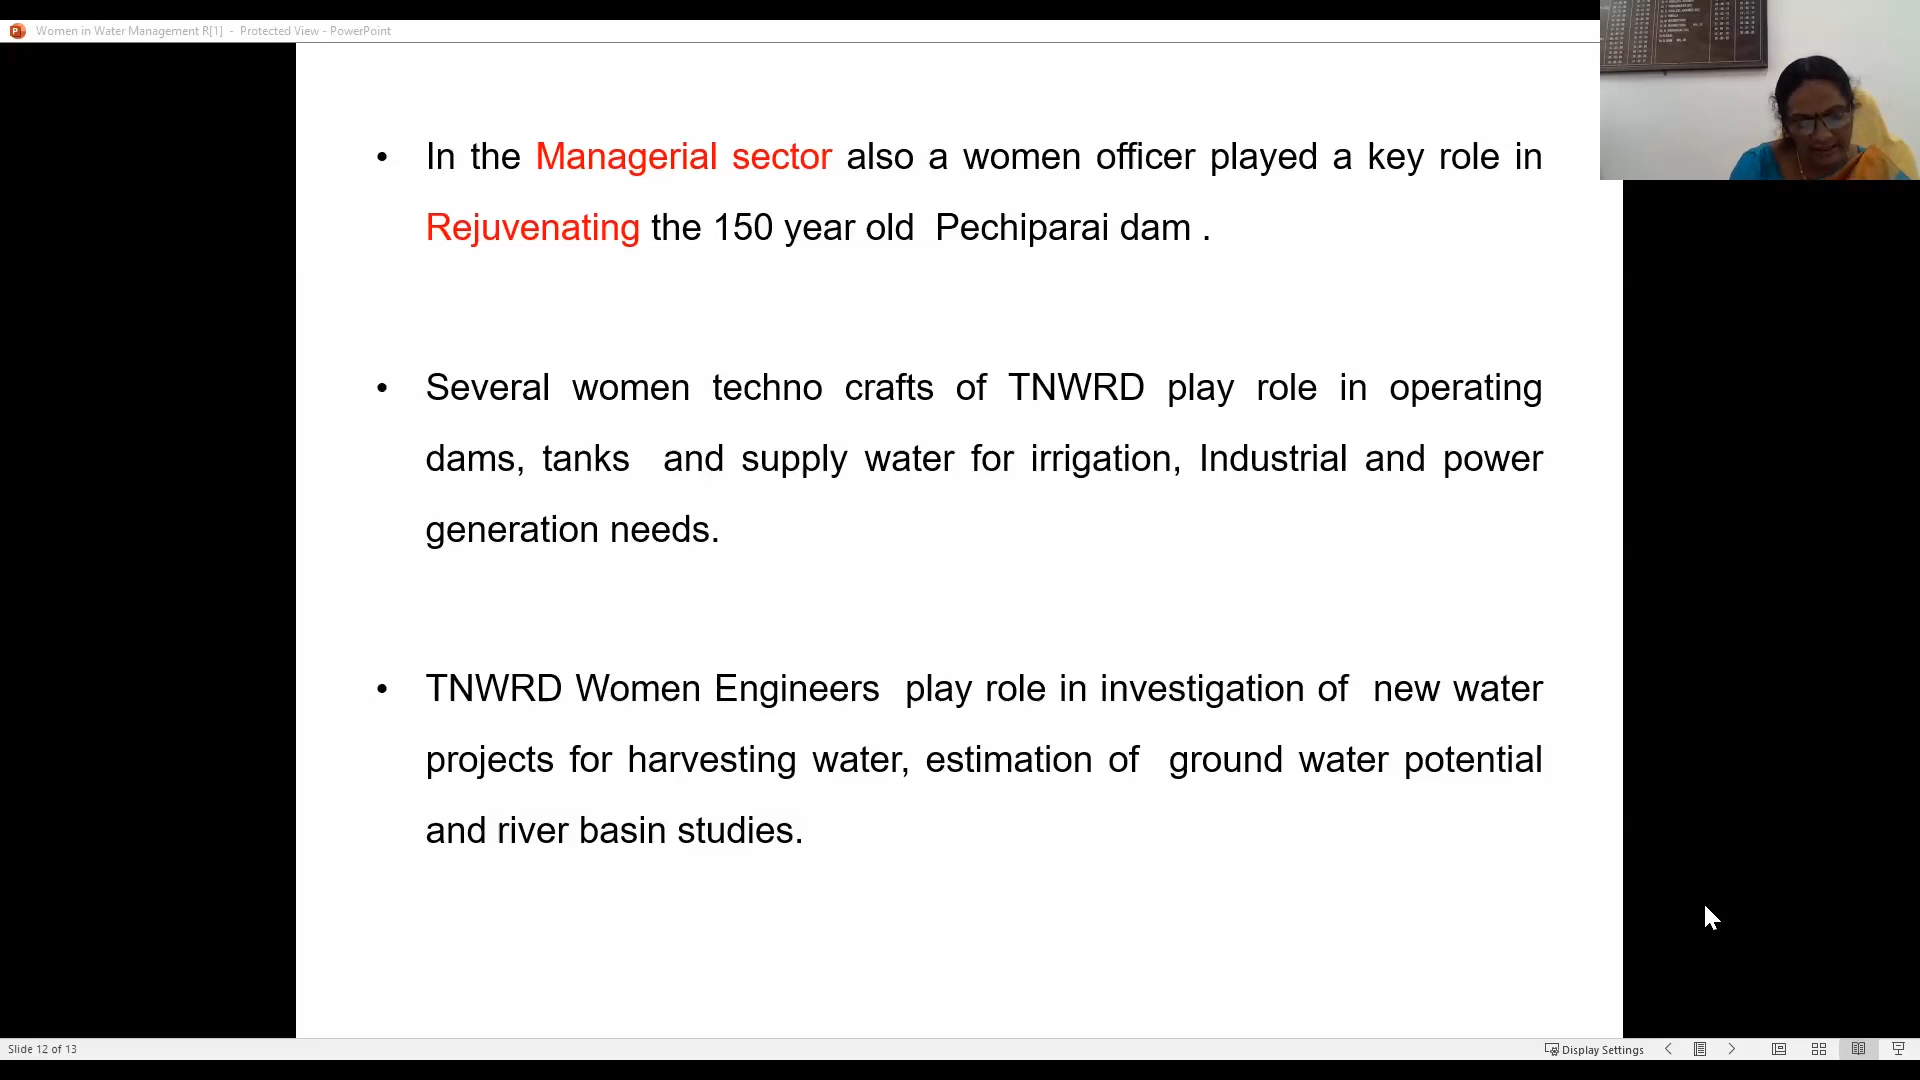 Women in Water Management R[1] - Protected View - PowerPoint
• In the Managerial sector also a women officer played a key role in
Rejuvenating the 150 year old Pechiparai dam .
• Several women techno crafts of TNWRD play role in operating
dams, tanks and supply water for irrigation, Industrial and power
generation needs.
• TNWRD Women Engineers play role in investigation of new water
projects for harvesting water, estimation of ground water potential
and river basin studies.
Slide 12 of 13
Display Settings